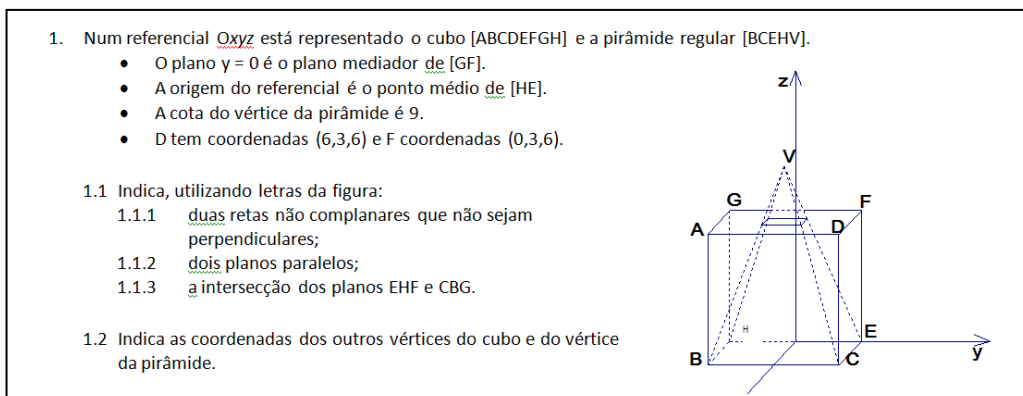 1. Num referencial Oxyz está representado o cubo [ABCDEFGH] e a pirâmide regular [BCEHV].
• O plano y = 0 é o plano mediador de [GF].
• A origem do referencial é o ponto médio de [HE].
• A cota do vértice da pirâmide é 9.
• D tem coordenadas (6,3,6) e F coordenadas (0,3,6).
1.1 Indica, utilizando letras da figura:
1.1.1 duas retas não complanares que não sejam
perpendiculares;
1.1.2 dois planos paralelos;
1.1.3 a intersecção dos planos EHF e CBG.
1.2 Indica as coordenadas dos outros vértices do cubo e do vértice
da pirâmide.
z
V
G F
A D
H E
y
B C